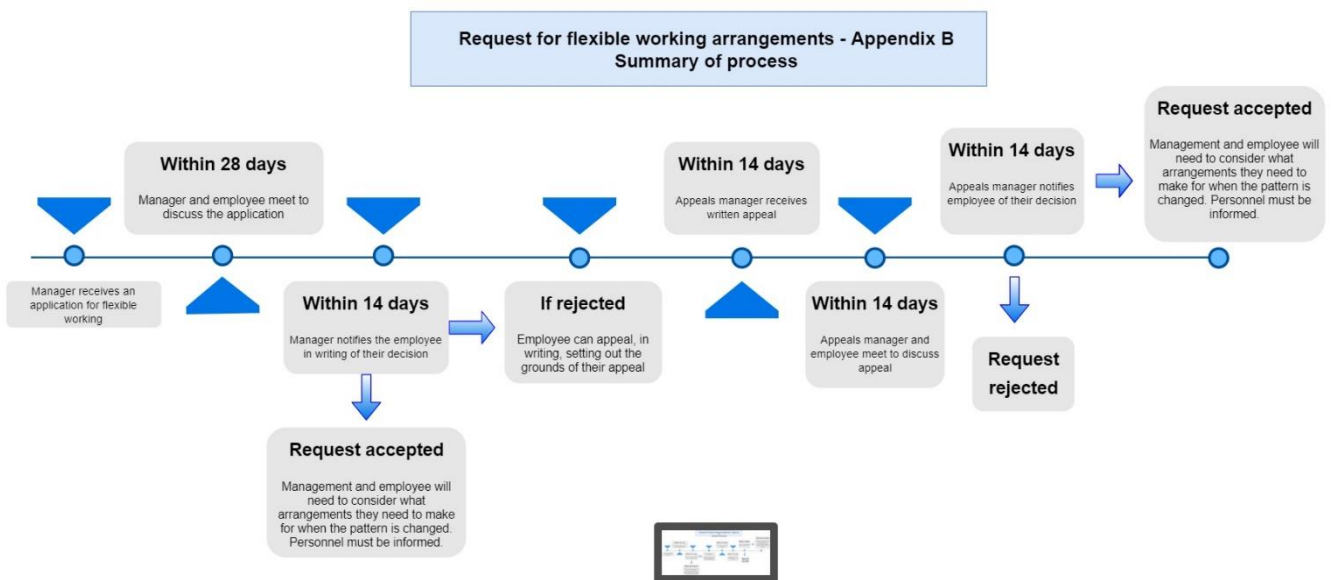 Request for flexible working arrangements - Appendix B
Summary of process
Manager receives an
application for flexible
working
Within 28 days
Manager and employee meet to
discuss the application
Within 14 days
Manager notifies the employee
in writing of their decision
Request accepted
Management and employee will
need to consider what
arrangements they need to make
for when the pattern is changed.
Personnel must be informed.
If rejected
Employee can appeal, in
writing, setting out the
grounds of their appeal
Within 14 days
Appeals manager receives
written appeal
Within 14 days
Appeals manager and
employee meet to discuss
appeal
Within 14 days
Appeals manager notifies
employee of their decision
Request
rejected
Request accepted
Management and employee will
need to consider what
arrangements they need to
make for when the pattern is
changed. Personnel must be
informed.